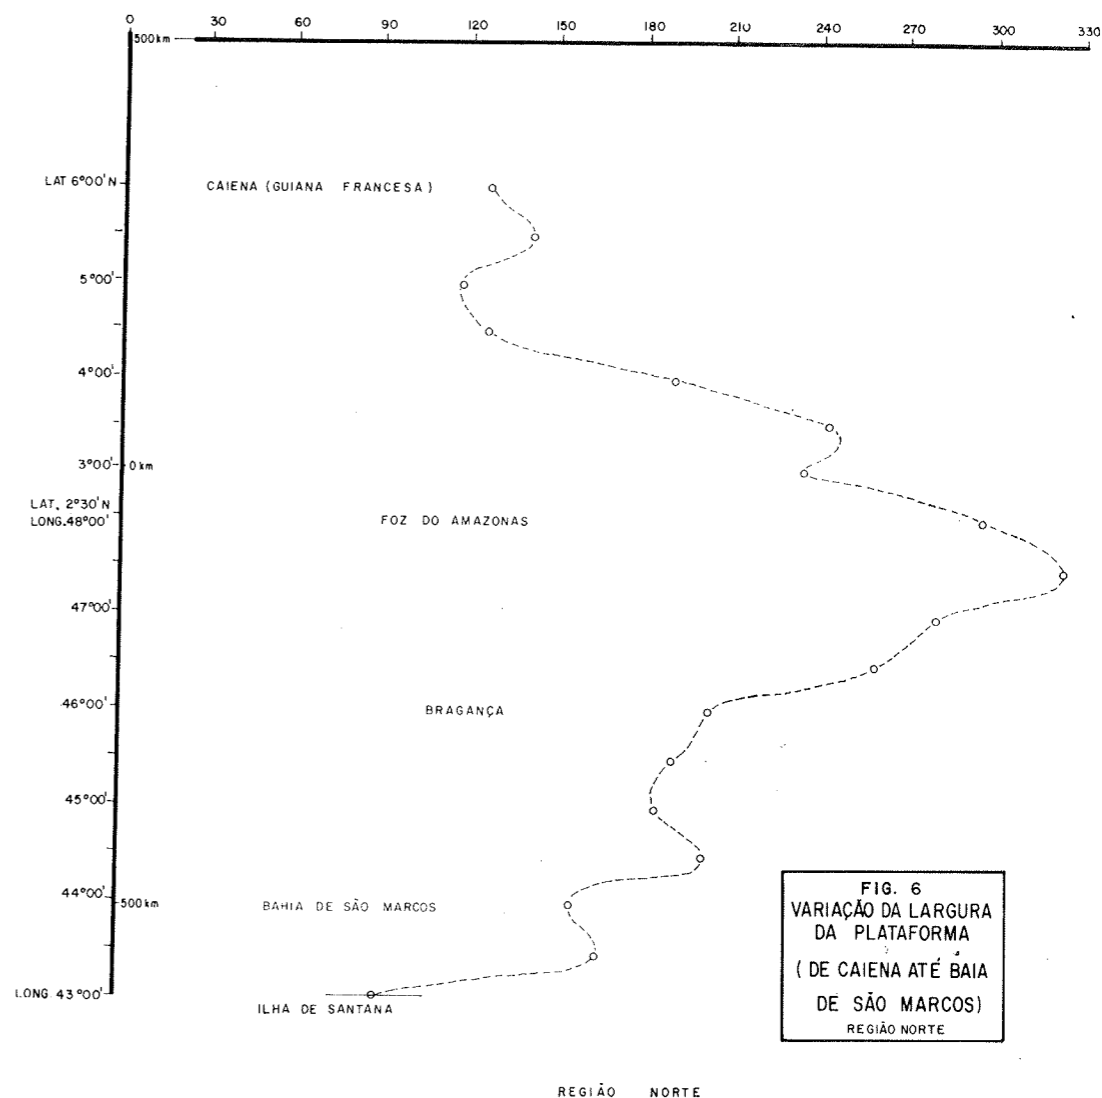 0 30 60 90 120 150 180 210 240 270 300 330
500km
LAT 6°00'N
CAIENA (GUIANA FRANCESA)
5°00'
4°00'
3°00'
0 km
LAT. 2°30'N
LONG.48°00'
FOZ DO AMAZONAS
47°00'
46°00'
BRAGANÇA
45°00'
44°00'
500km
BAHIA DE SÃO MARCOS
LONG. 43°00'
ILHA DE SANTANA
FIG. 6
VARIAÇÃO DA LARGURA
DA PLATAFORMA
( DE CAIENA ATÉ BAIA
DE SÃO MARCOS)
REGIÃO NORTE
REGIÃO NORTE